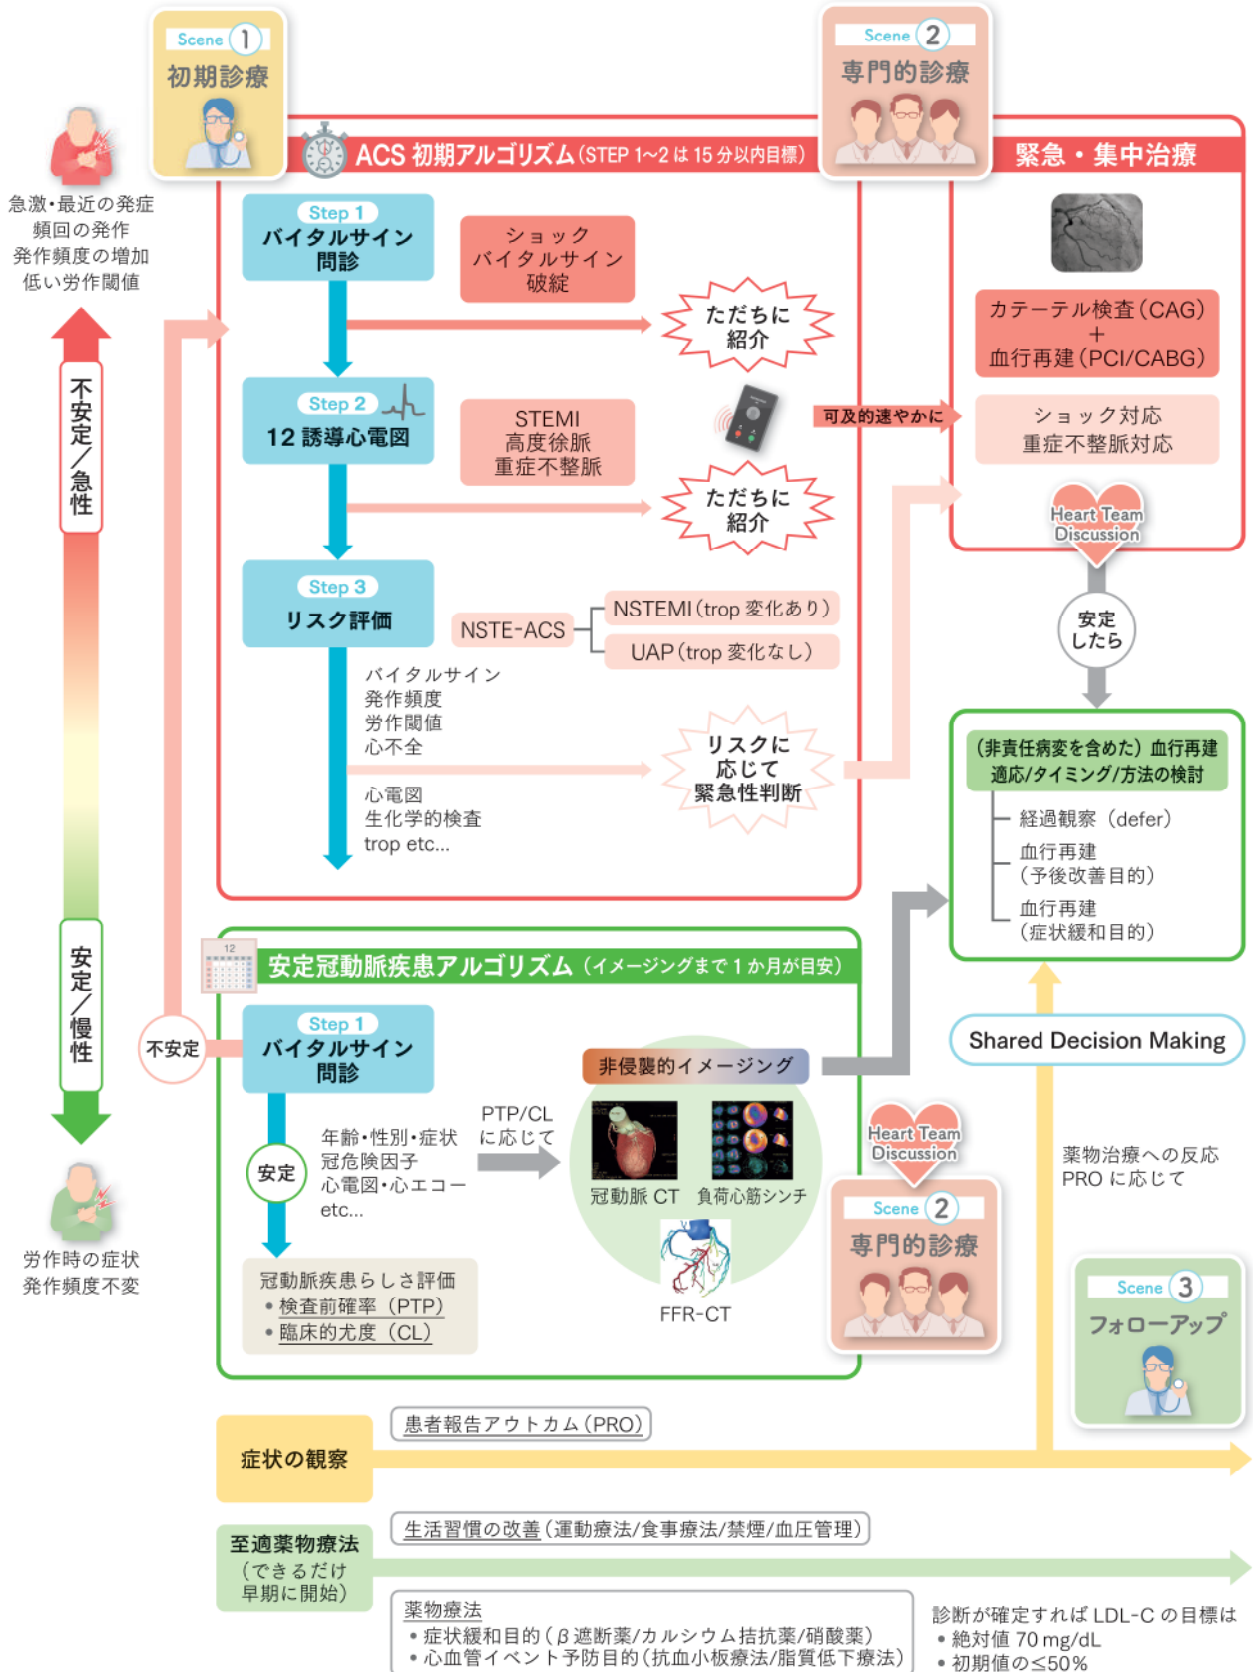 Scene 1
初期診療
Scene 2
専門的診療
ACS 初期アルゴリズム(STEP 1〜2 は 15 分以内目標)
緊急・集中治療
急激・最近の発症
頻回の発作
発作頻度の増加
低い労作閾値
不安定／急性
安定／慢性
労作時の症状
発作頻度不変
Step 1
バイタルサイン
問診
ショック
バイタルサイン
破綻
ただちに
紹介
Step 2
12 誘導心電図
STEMI
高度徐脈
重症不整脈
ただちに
紹介
可及的速やかに
Step 3
リスク評価
NSTE-ACS
NSTEMI(trop 変化あり)
UAP(trop 変化なし)
バイタルサイン
発作頻度
労作閾値
心不全
心電図
生化学的検査
trop etc...
リスクに
応じて
緊急性判断
カテーテル検査(CAG)
+
血行再建(PCI/CABG)
ショック対応
重症不整脈対応
Heart Team
Discussion
安定
したら
(非責任病変を含めた) 血行再建
適応/タイミング/方法の検討
経過観察 (defer)
血行再建
(予後改善目的)
血行再建
(症状緩和目的)
12
安定冠動脈疾患アルゴリズム (イメージングまで 1 か月が目安)
不安定
Step 1
バイタルサイン
問診
安定
年齢・性別・症状
冠危険因子
心電図・心エコー
etc...
PTP/CL
に応じて
冠動脈疾患らしさ評価
• 検査前確率 (PTP)
• 臨床的尤度 (CL)
非侵襲的イメージング
冠動脈 CT
負荷心筋シンチ
FFR-CT
Heart Team
Discussion
Scene 2
専門的診療
Shared Decision Making
薬物治療への反応
PRO に応じて
Scene 3
フォローアップ
症状の観察
患者報告アウトカム(PRO)
至適薬物療法
(できるだけ
早期に開始)
生活習慣の改善(運動療法/食事療法/禁煙/血圧管理)
薬物療法
• 症状緩和目的(β遮断薬/カルシウム拮抗薬/硝酸薬)
• 心血管イベント予防目的(抗血小板療法/脂質低下療法)
診断が確定すれば LDL-C の目標は
• 絶対値 70 mg/dL
• 初期値の≤50%